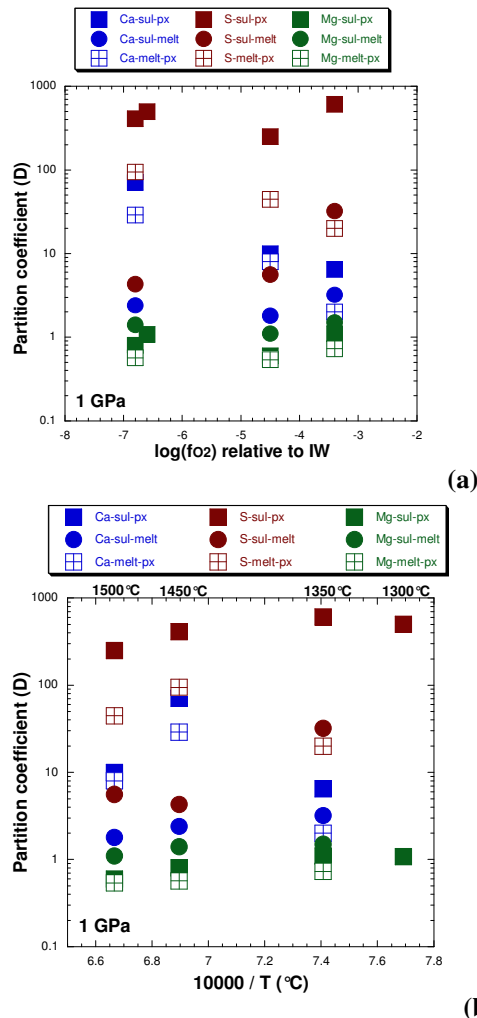 Ca-sul-px S-sul-px Mg-sul-px
Ca-sul-melt S-sul-melt Mg-sul-melt
Ca-melt-px S-melt-px Mg-melt-px
Partition coefficient (D)
1000
100
10
1
0.1
1 GPa
-8 -7 -6 -5 -4 -3 -2
log(fO2) relative to IW
(a)
Ca-sul-px S-sul-px Mg-sul-px
Ca-sul-melt S-sul-melt Mg-sul-melt
Ca-melt-px S-melt-px Mg-melt-px
1500°C 1450°C 1350°C 1300°C
Partition coefficient (D)
1000
100
10
1
0.1
1 GPa
6.6 6.8 7 7.2 7.4 7.6 7.8
10000 / T (°C)
(b